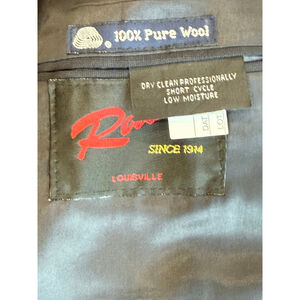 100% Pure Wool
DRY CLEAN PROFESSIONALLY
SHORT CYCLE
LOW MOISTURE
SINCE 1914
LOUISVILLE